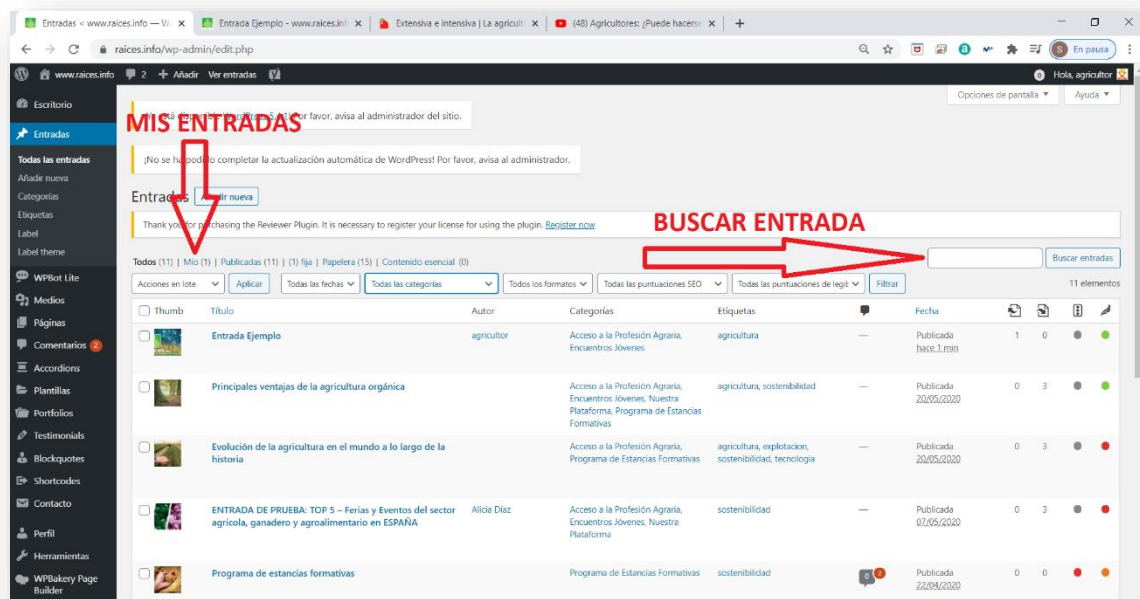 Entradas < www.raices.info — W
Entrada Ejemplo - www.raices.inf
Extensiva e intensiva | La agricult
(48) Agricultores: ¿Puede hacerse
raices.info/wp-admin/edit.php
En pausa
www.raices.info 2 Añadir Ver entradas
0 Hola, agricultor
Opciones de pantalla Ayuda
Escritorio
Entradas
Todas las entradas
Añadir nueva
Categorías
Etiquetas
Label
Label theme
WPBot Lite
Medios
Páginas
Comentarios 2
Accordions
Plantillas
Portfolios
Testimonials
Blockquotes
Shortcodes
Contacto
Perfil
Herramientas
WPBakery Page
Builder
MIS ENTRADAS
or favor, avisa al administrador del sitio.
¡No se ha podido completar la actualización automática de WordPress! Por favor, avisa al administrador.
Entradas Añadir nueva
Thank you for purchasing the Reviewer Plugin. It is necessary to register your license for using the plugin. Register now
BUSCAR ENTRADA
Todos (11) | Mío (1) | Publicadas (11) | (1) fija | Papelera (15) | Contenido esencial (0)
Buscar entradas
Acciones en lote Aplicar Todas las fechas Todas las categorías Todos los formatos Todas las puntuaciones SEO Todas las puntuaciones de legit Filtrar
11 elementos
Thumb Título Autor Categorías Etiquetas Fecha
Entrada Ejemplo agricultor Acceso a la Profesión Agraria, agricultura — Publicada 1 0
Encuentros Jóvenes hace 1 min
Principales ventajas de la agricultura orgánica Acceso a la Profesión Agraria, agricultura, sostenibilidad — Publicada 0 3
Encuentros Jóvenes, Nuestra 20/05/2020
Plataforma, Programa de Estancias
Formativas
Evolución de la agricultura en el mundo a lo largo de la Acceso a la Profesión Agraria, agricultura, explotacion, — Publicada 0 3
historia Programa de Estancias Formativas sostenibilidad, tecnologia 20/05/2020
ENTRADA DE PRUEBA: TOP 5 – Ferias y Eventos del sector Alicia Díaz Acceso a la Profesión Agraria, sostenibilidad — Publicada 0 3
agrícola, ganadero y agroalimentario en ESPAÑA Encuentros Jóvenes, Nuestra 07/05/2020
Plataforma
Programa de estancias formativas Programa de Estancias Formativas sostenibilidad 0 2 Publicada 0 0
22/04/2020